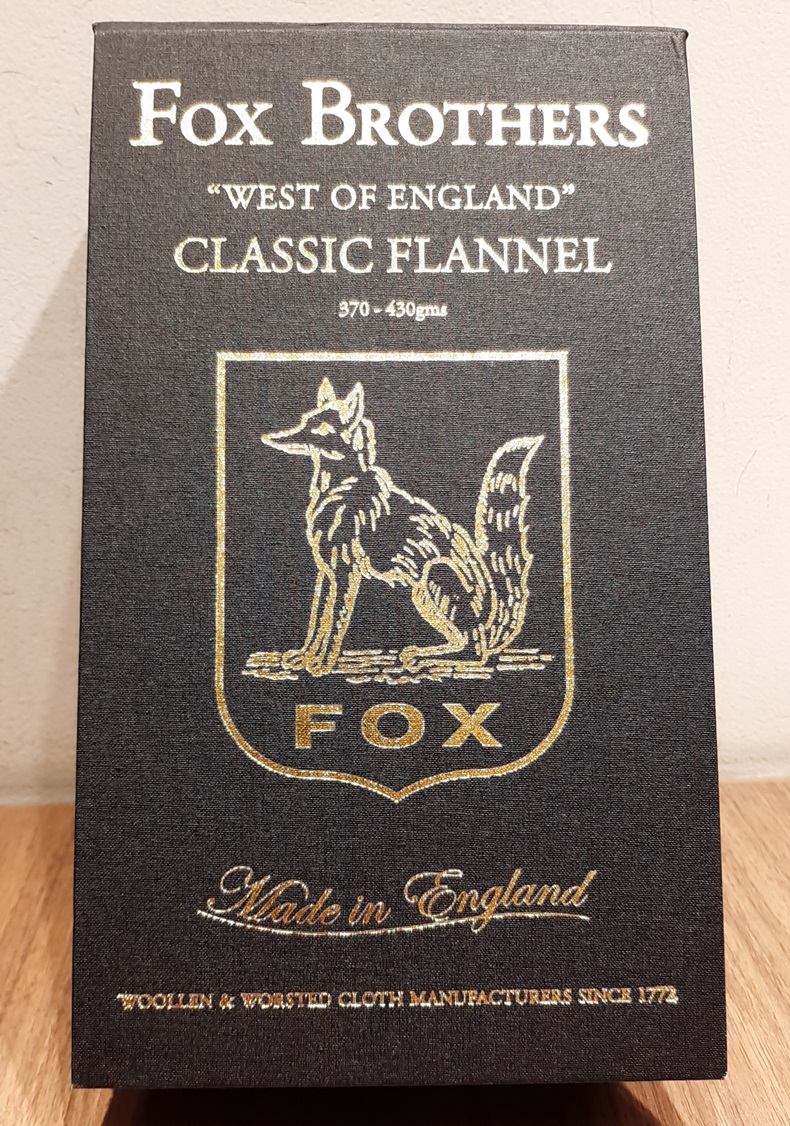 FOX BROTHERS
“WEST OF ENGLAND”
CLASSIC FLANNEL
370 - 430gms
FOX
Made in England
WOOLLEN & WORSTED CLOTH MANUFACTURERS SINCE 1772